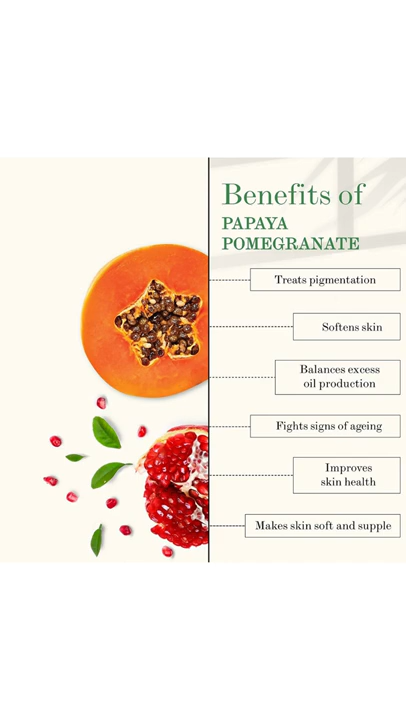 Benefits of
PAPAYA
POMEGRANATE
Treats pigmentation
Softens skin
Balances excess
oil production
Fights signs of ageing
Improves
skin health
Makes skin soft and supple